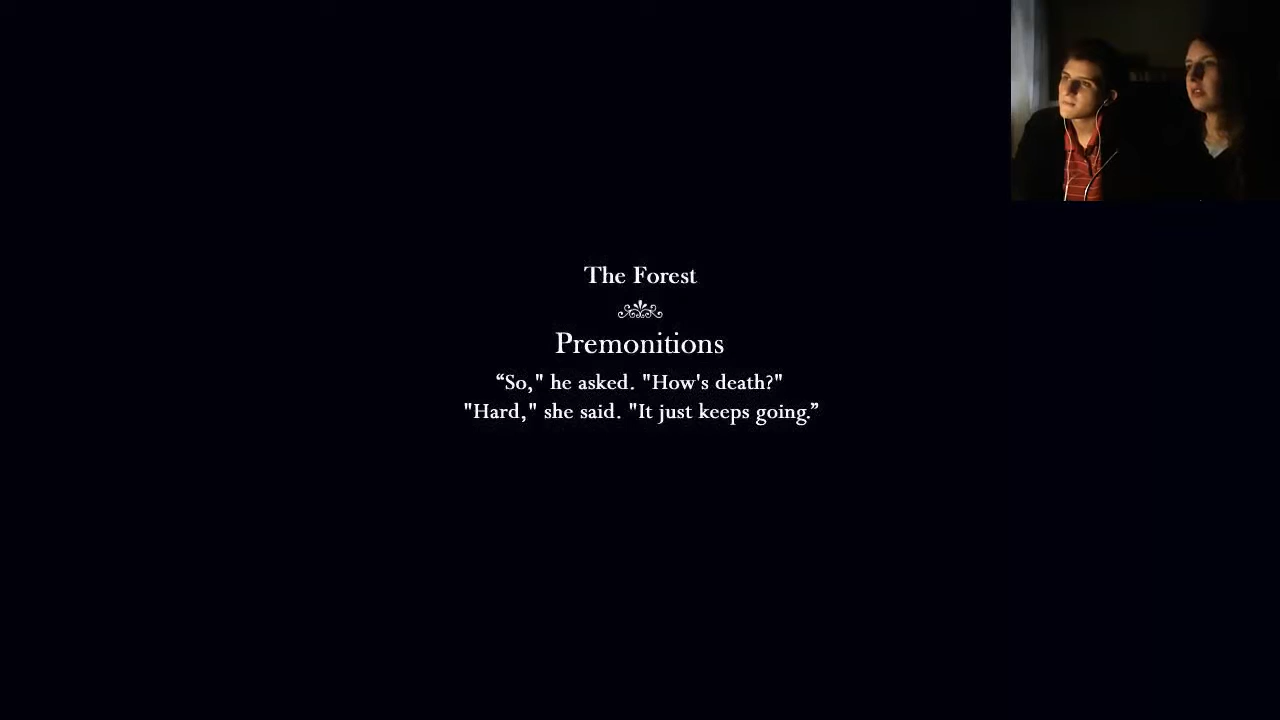 The Forest
Premonitions
“So," he asked. "How's death?"
"Hard," she said. "It just keeps going.”